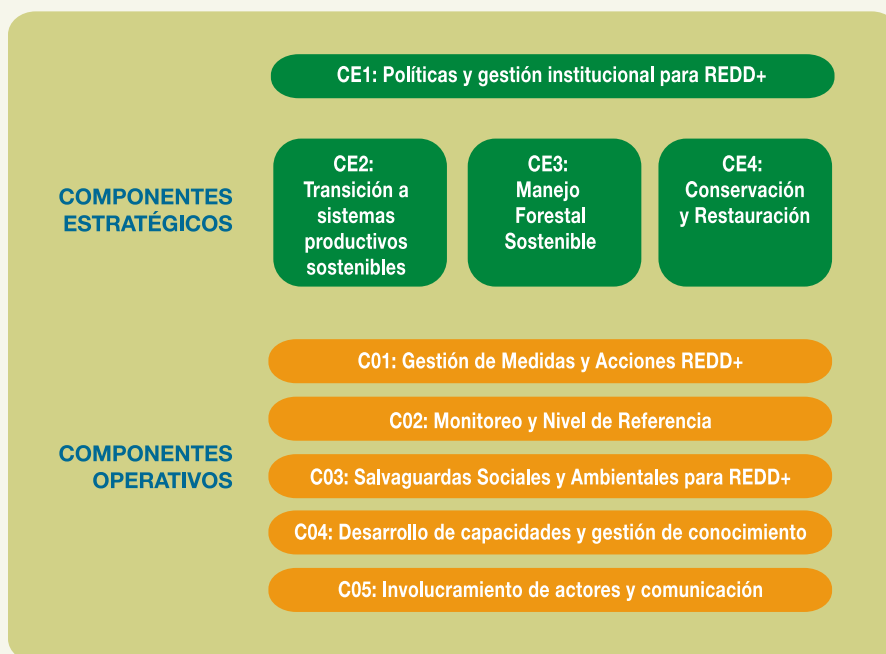 CE1: Políticas y gestión institucional para REDD+
COMPONENTES
ESTRATÉGICOS
CE2:
Transición a
sistemas
productivos
sostenibles
CE3:
Manejo
Forestal
Sostenible
CE4:
Conservación
y Restauración
COMPONENTES
OPERATIVOS
C01: Gestión de Medidas y Acciones REDD+
C02: Monitoreo y Nivel de Referencia
C03: Salvaguardas Sociales y Ambientales para REDD+
C04: Desarrollo de capacidades y gestión de conocimiento
C05: Involucramiento de actores y comunicación